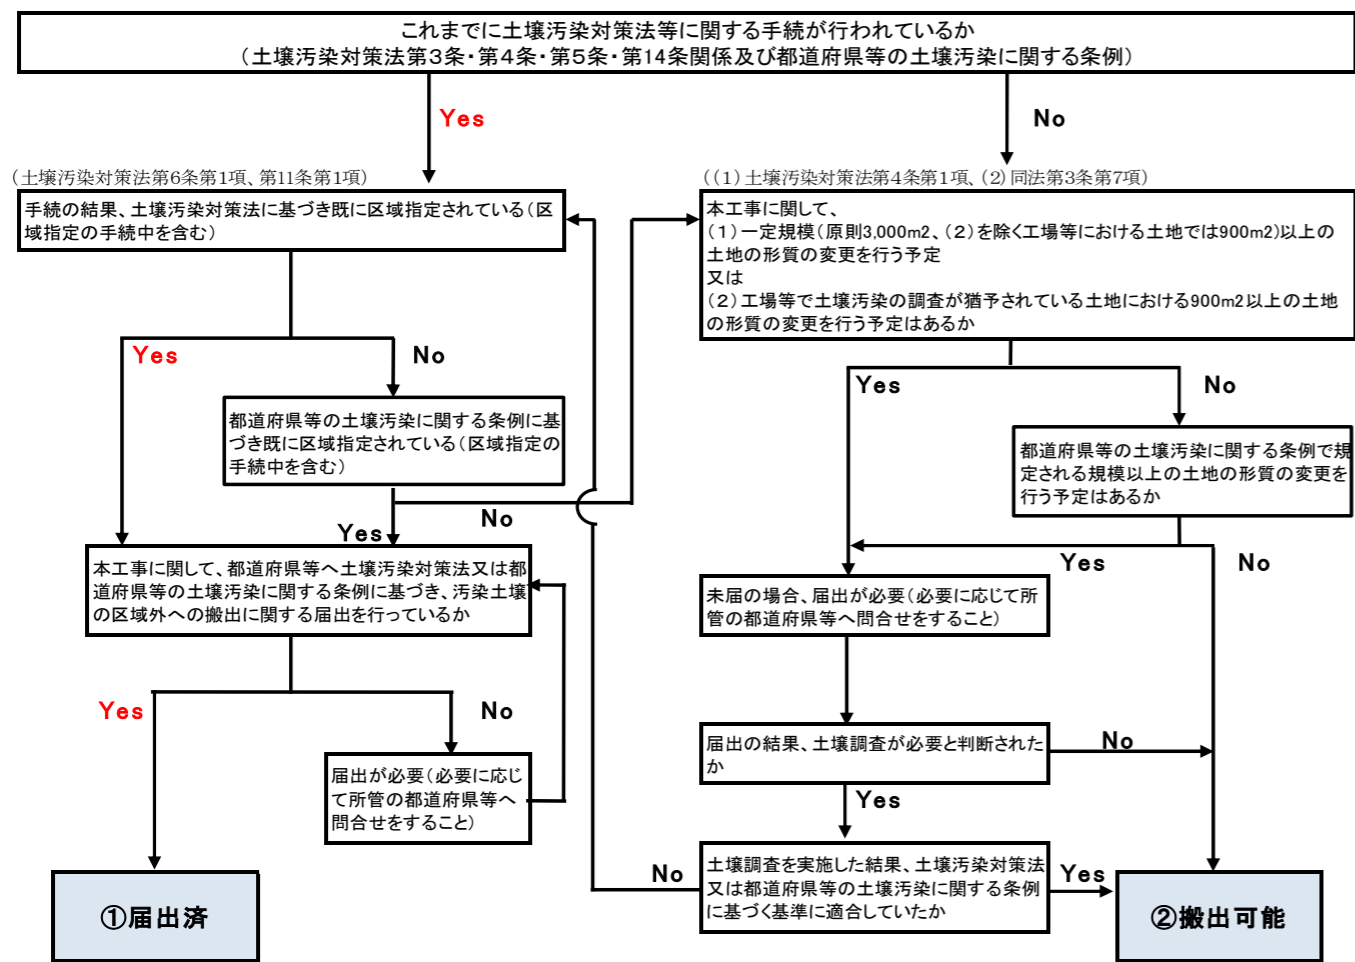 これまでに土壌汚染対策法等に関する手続が行われているか
（土壌汚染対策法第３条・第４条・第５条・第14条関係及び都道府県等の土壌汚染に関する条例）
Yes
No
（土壌汚染対策法第6条第1項、第11条第1項）
手続の結果、土壌汚染対策法に基づき既に区域指定されている（区
域指定の手続中を含む）
Yes
No
都道府県等の土壌汚染に関する条例に基
づき既に区域指定されている（区域指定の
手続中を含む）
No
Yes
本工事に関して、都道府県等へ土壌汚染対策法又は都
道府県等の土壌汚染に関する条例に基づき、汚染土壌
の区域外への搬出に関する届出を行っているか
Yes
No
届出が必要（必要に応じ
て所管の都道府県等へ
問合せをすること）
①届出済
（（１）土壌汚染対策法第４条第１項、（２）同法第３条第７項）
本工事に関して、
（１）一定規模（原則3,000m2、（２）を除く工場等における土地では900m2）以上の
土地の形質の変更を行う予定
又は
（２）工場等で土壌汚染の調査が猶予されている土地における900m2以上の土地
の形質の変更を行う予定はあるか
Yes
No
都道府県等の土壌汚染に関する条例で規
定される規模以上の土地の形質の変更を
行う予定はあるか
Yes
No
未届の場合、届出が必要（必要に応じて所
管の都道府県等へ問合せをすること）
届出の結果、土壌調査が必要と判断された
か
No
Yes
土壌調査を実施した結果、土壌汚染対策法
又は都道府県等の土壌汚染に関する条例
に基づく基準に適合していたか
No
Yes
②搬出可能